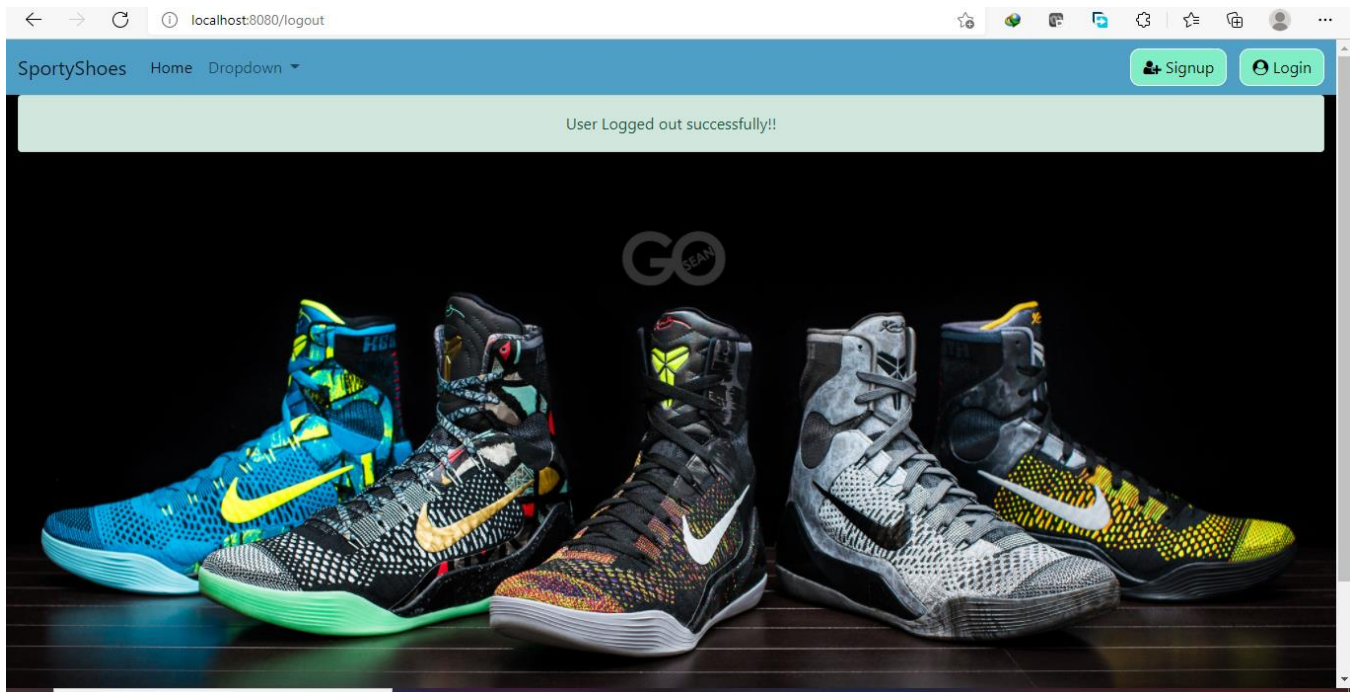 localhost:8080/logout
SportyShoes Home Dropdown Signup Login
User Logged out successfully!!
GO
SEAN